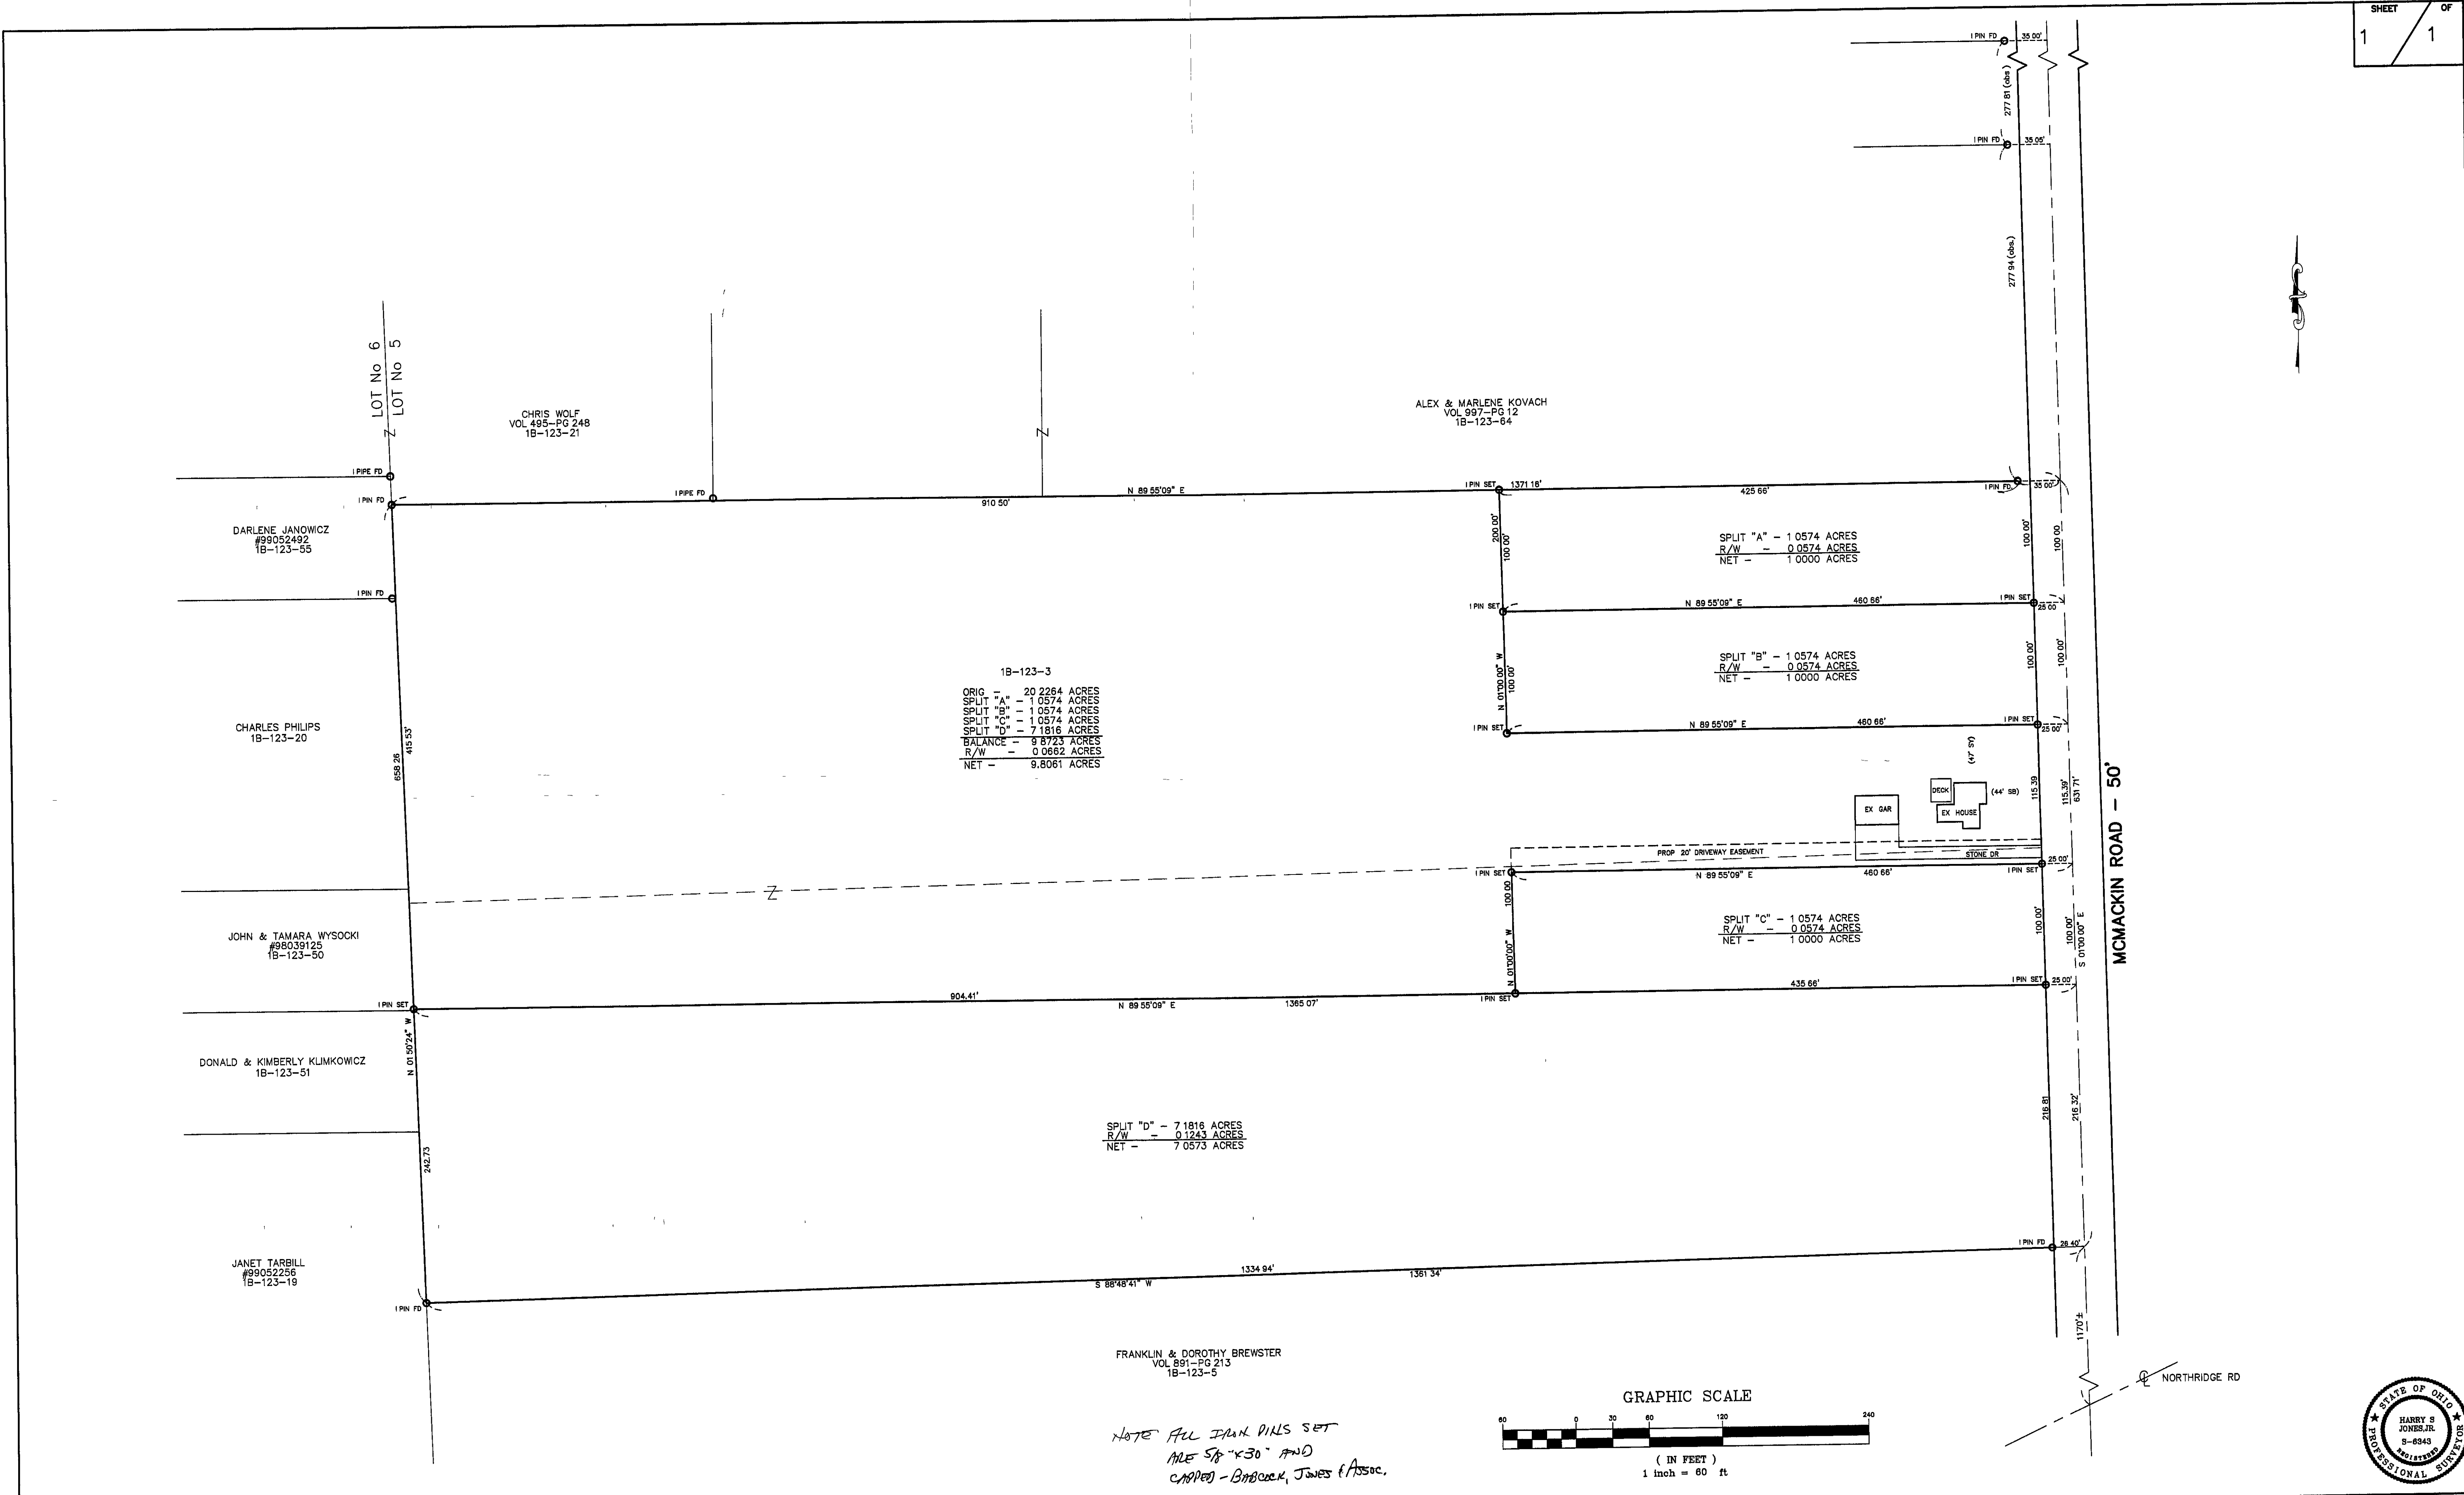 SHEET OF
1 1
I PIN FD 35 00'
277 81 (obs)
I PIN FD 35 05'
277 94 (obs.)
LOT No 6
LOT No 5
CHRIS WOLF
VOL 495-PG 248
1B-123-21
ALEX & MARLENE KOVACH
VOL 997-PG 12
1B-123-64
I PIPE FD
I PIN FD
I PIPE FD
910 50'
N 89 55'09" E
I PIN SET
1371 18'
425 66'
I PIN FD
35 00'
DARLENE JANOWICZ
#99052492
1B-123-55
200 00'
100 00'
SPLIT "A" - 1 0574 ACRES
R/W - 0 0574 ACRES
NET - 1 0000 ACRES
100 00'
100 00
I PIN FD
I PIN SET
N 89 55'09" E
460 66'
I PIN SET
25 00
N 01°00'00" W
100 00'
SPLIT "B" - 1 0574 ACRES
R/W - 0 0574 ACRES
NET - 1 0000 ACRES
100 00'
100 00'
1B-123-3
ORIG - 20 2264 ACRES
SPLIT "A" - 1 0574 ACRES
SPLIT "B" - 1 0574 ACRES
SPLIT "C" - 1 0574 ACRES
SPLIT "D" - 7 1816 ACRES
BALANCE - 9 8723 ACRES
R/W - 0 0662 ACRES
NET - 9.8061 ACRES
CHARLES PHILIPS
1B-123-20
658 26
415 53'
I PIN SET
N 89 55'09" E
460 66'
I PIN SET
25 00'
(47' SY)
DECK
(44' SB)
EX GAR
EX HOUSE
115 39
115.39'
631 71'
MCMACKIN ROAD - 50'
PROP 20' DRIVEWAY EASEMENT
STONE DR
25 00'
I PIN SET
N 89 55'09" E
460 66'
I PIN SET
JOHN & TAMARA WYSOCKI
#98039125
1B-123-50
100 00
N 01°00'00" W
SPLIT "C" - 1 0574 ACRES
R/W - 0 0574 ACRES
NET - 1 0000 ACRES
100 00'
100 00'
S 01°00'00" E
I PIN SET
904.41'
N 89 55'09" E
1365 07'
I PIN SET
435 66'
I PIN SET
25 00'
DONALD & KIMBERLY KLIMKOWICZ
1B-123-51
N 01 50'24" W
242.73
SPLIT "D" - 7 1816 ACRES
R/W - 0 1243 ACRES
NET - 7 0573 ACRES
216 81
216 32'
JANET TARBILL
#99052256
1B-123-19
I PIN FD
S 88°48'41" W
1334 94'
1361 34'
I PIN FD
26 40'
1170'±
FRANKLIN & DOROTHY BREWSTER
VOL 891-PG 213
1B-123-5
NORTHRIDGE RD
NOTE ALL IRON PINS SET
ARE 5/8"x30" AND
CAPPED - BABCOCK, JONES & ASSOC.
GRAPHIC SCALE
60 0 30 60 120 240
( IN FEET )
1 inch = 60 ft
STATE OF OHIO
HARRY S
JONES, JR.
S-6343
REGISTERED
PROFESSIONAL SURVEYOR